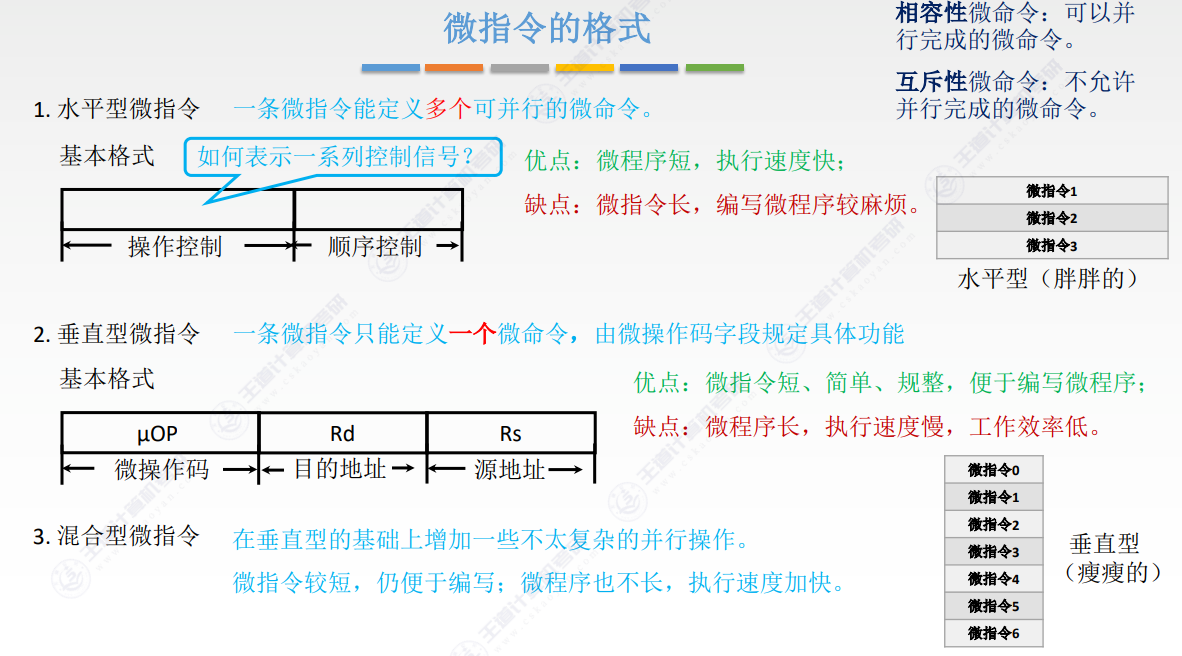 微指令的格式
相容性微命令：可以并
行完成的微命令。
互斥性微命令：不允许
并行完成的微命令。
1. 水平型微指令 一条微指令能定义多个可并行的微命令。
基本格式 如何表示一系列控制信号？
优点：微程序短，执行速度快；
缺点：微指令长，编写微程序较麻烦。
操作控制 顺序控制
微指令1
微指令2
微指令3
水平型（胖胖的）
2. 垂直型微指令 一条微指令只能定义一个微命令，由微操作码字段规定具体功能
基本格式
优点：微指令短、简单、规整，便于编写微程序；
缺点：微程序长，执行速度慢，工作效率低。
μOP Rd Rs
微操作码 目的地址 源地址
微指令0
微指令1
微指令2
微指令3
微指令4
微指令5
微指令6
垂直型
（瘦瘦的）
3. 混合型微指令 在垂直型的基础上增加一些不太复杂的并行操作。
微指令较短，仍便于编写；微程序也不长，执行速度加快。